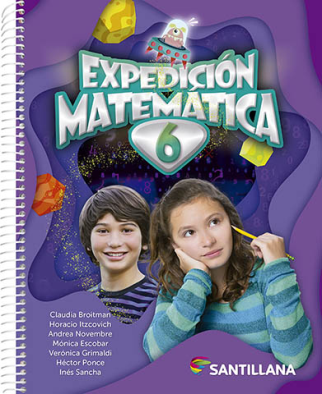 EXPEDICIÓN
MATEMÁTICA
6
Claudia Broitman
Horacio Itzcovich
Andrea Novembre
Mónica Escobar
Verónica Grimaldi
Héctor Ponce
Inés Sancha
SANTILLANA